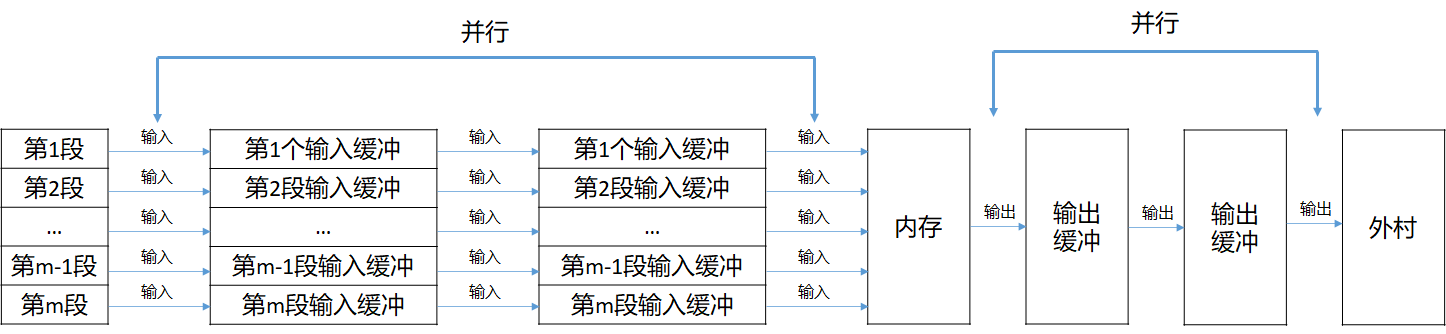 并行
并行
第1段 输入 第1个输入缓冲 输入 第1个输入缓冲 输入
第2段 输入 第2段输入缓冲 输入 第2段输入缓冲 输入
... 输入 ... 输入 ... 输入
第m-1段 输入 第m-1段输入缓冲 输入 第m-1段输入缓冲 输入
第m段 输入 第m段输入缓冲 输入 第m段输入缓冲 输入
内存
输出
输出
缓冲
输出
输出
缓冲
输出
外村